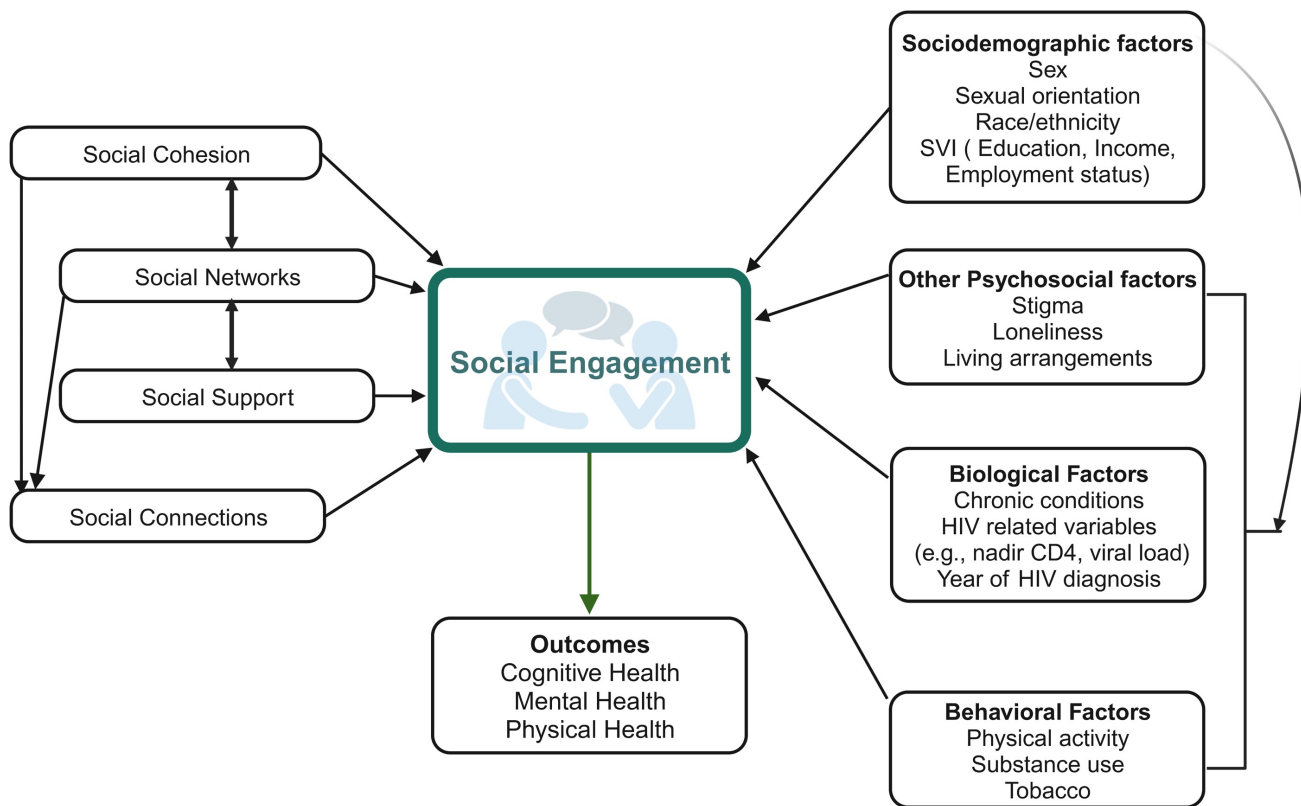 Social Cohesion
Social Networks
Social Support
Social Connections
Social Engagement
Outcomes
Cognitive Health
Mental Health
Physical Health
Sociodemographic factors
Sex
Sexual orientation
Race/ethnicity
SVI ( Education, Income,
Employment status)
Other Psychosocial factors
Stigma
Loneliness
Living arrangements
Biological Factors
Chronic conditions
HIV related variables
(e.g., nadir CD4, viral load)
Year of HIV diagnosis
Behavioral Factors
Physical activity
Substance use
Tobacco